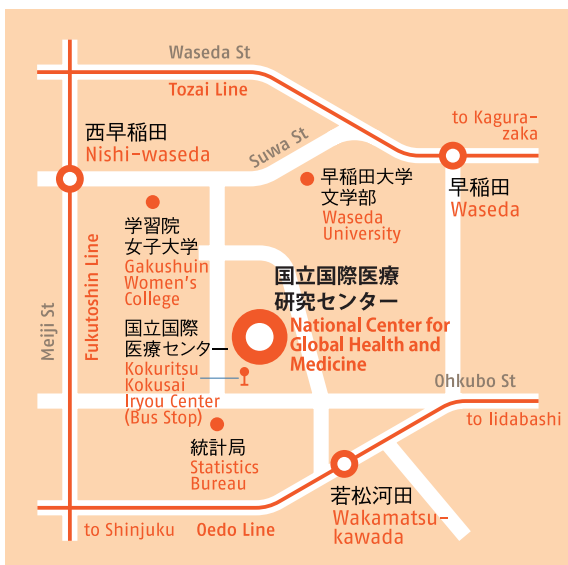 Waseda St
Tozai Line
to Kagura-
zaka
西早稲田
Nishi-waseda
Suwa St
早稲田大学
文学部
Waseda
University
早稲田
Waseda
学習院
女子大学
Gakushuin
Women's
College
Meiji St
Fukutoshin Line
国立国際医療
研究センター
National Center for
Global Health and
Medicine
国立国際
医療センター
Kokuritsu
Kokusai
Iryou Center
(Bus Stop)
Ohkubo St
to Iidabashi
統計局
Statistics
Bureau
若松河田
Wakamatsu-
kawada
to Shinjuku
Oedo Line